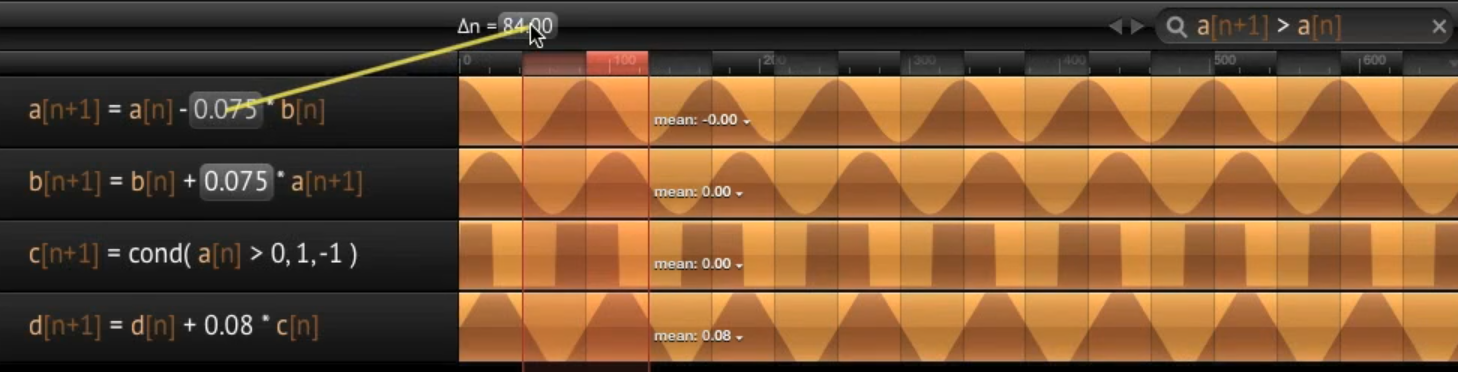 Δn = 84.00
a[n+1] > a[n]
0 100 200 300 400 500 600
a[n+1] = a[n] - 0.075 * b[n]
mean: -0.00
b[n+1] = b[n] + 0.075 * a[n+1]
mean: 0.00
c[n+1] = cond( a[n] > 0, 1, -1 )
mean: 0.00
d[n+1] = d[n] + 0.08 * c[n]
mean: 0.08